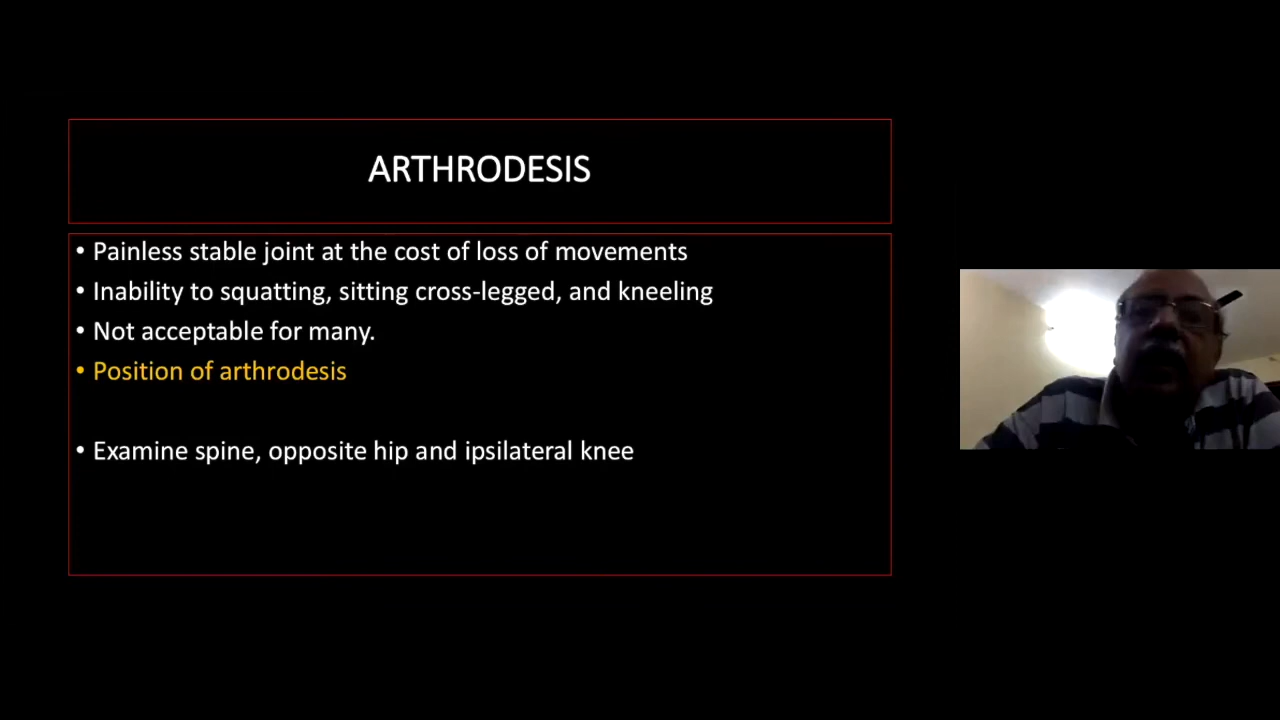 ARTHRODESIS
• Painless stable joint at the cost of loss of movements
• Inability to squatting, sitting cross-legged, and kneeling
• Not acceptable for many.
• Position of arthrodesis
• Examine spine, opposite hip and ipsilateral knee